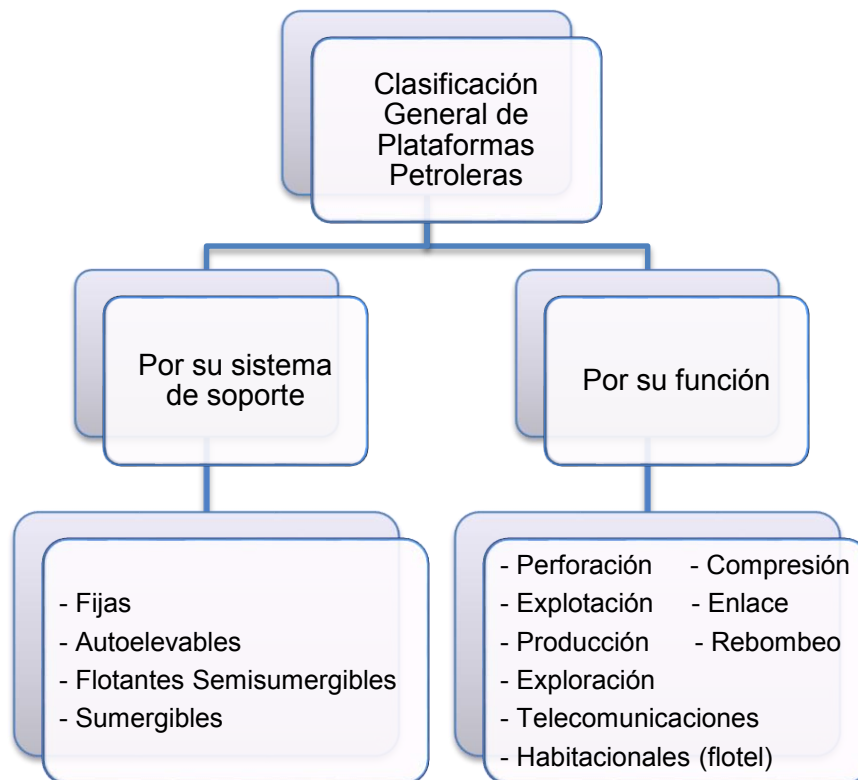 Clasificación
General de
Plataformas
Petroleras
Por su sistema
de soporte
Por su función
- Fijas
- Autoelevables
- Flotantes Semisumergibles
- Sumergibles
- Perforación - Compresión
- Explotación - Enlace
- Producción - Rebombeo
- Exploración
- Telecomunicaciones
- Habitacionales (flotel)